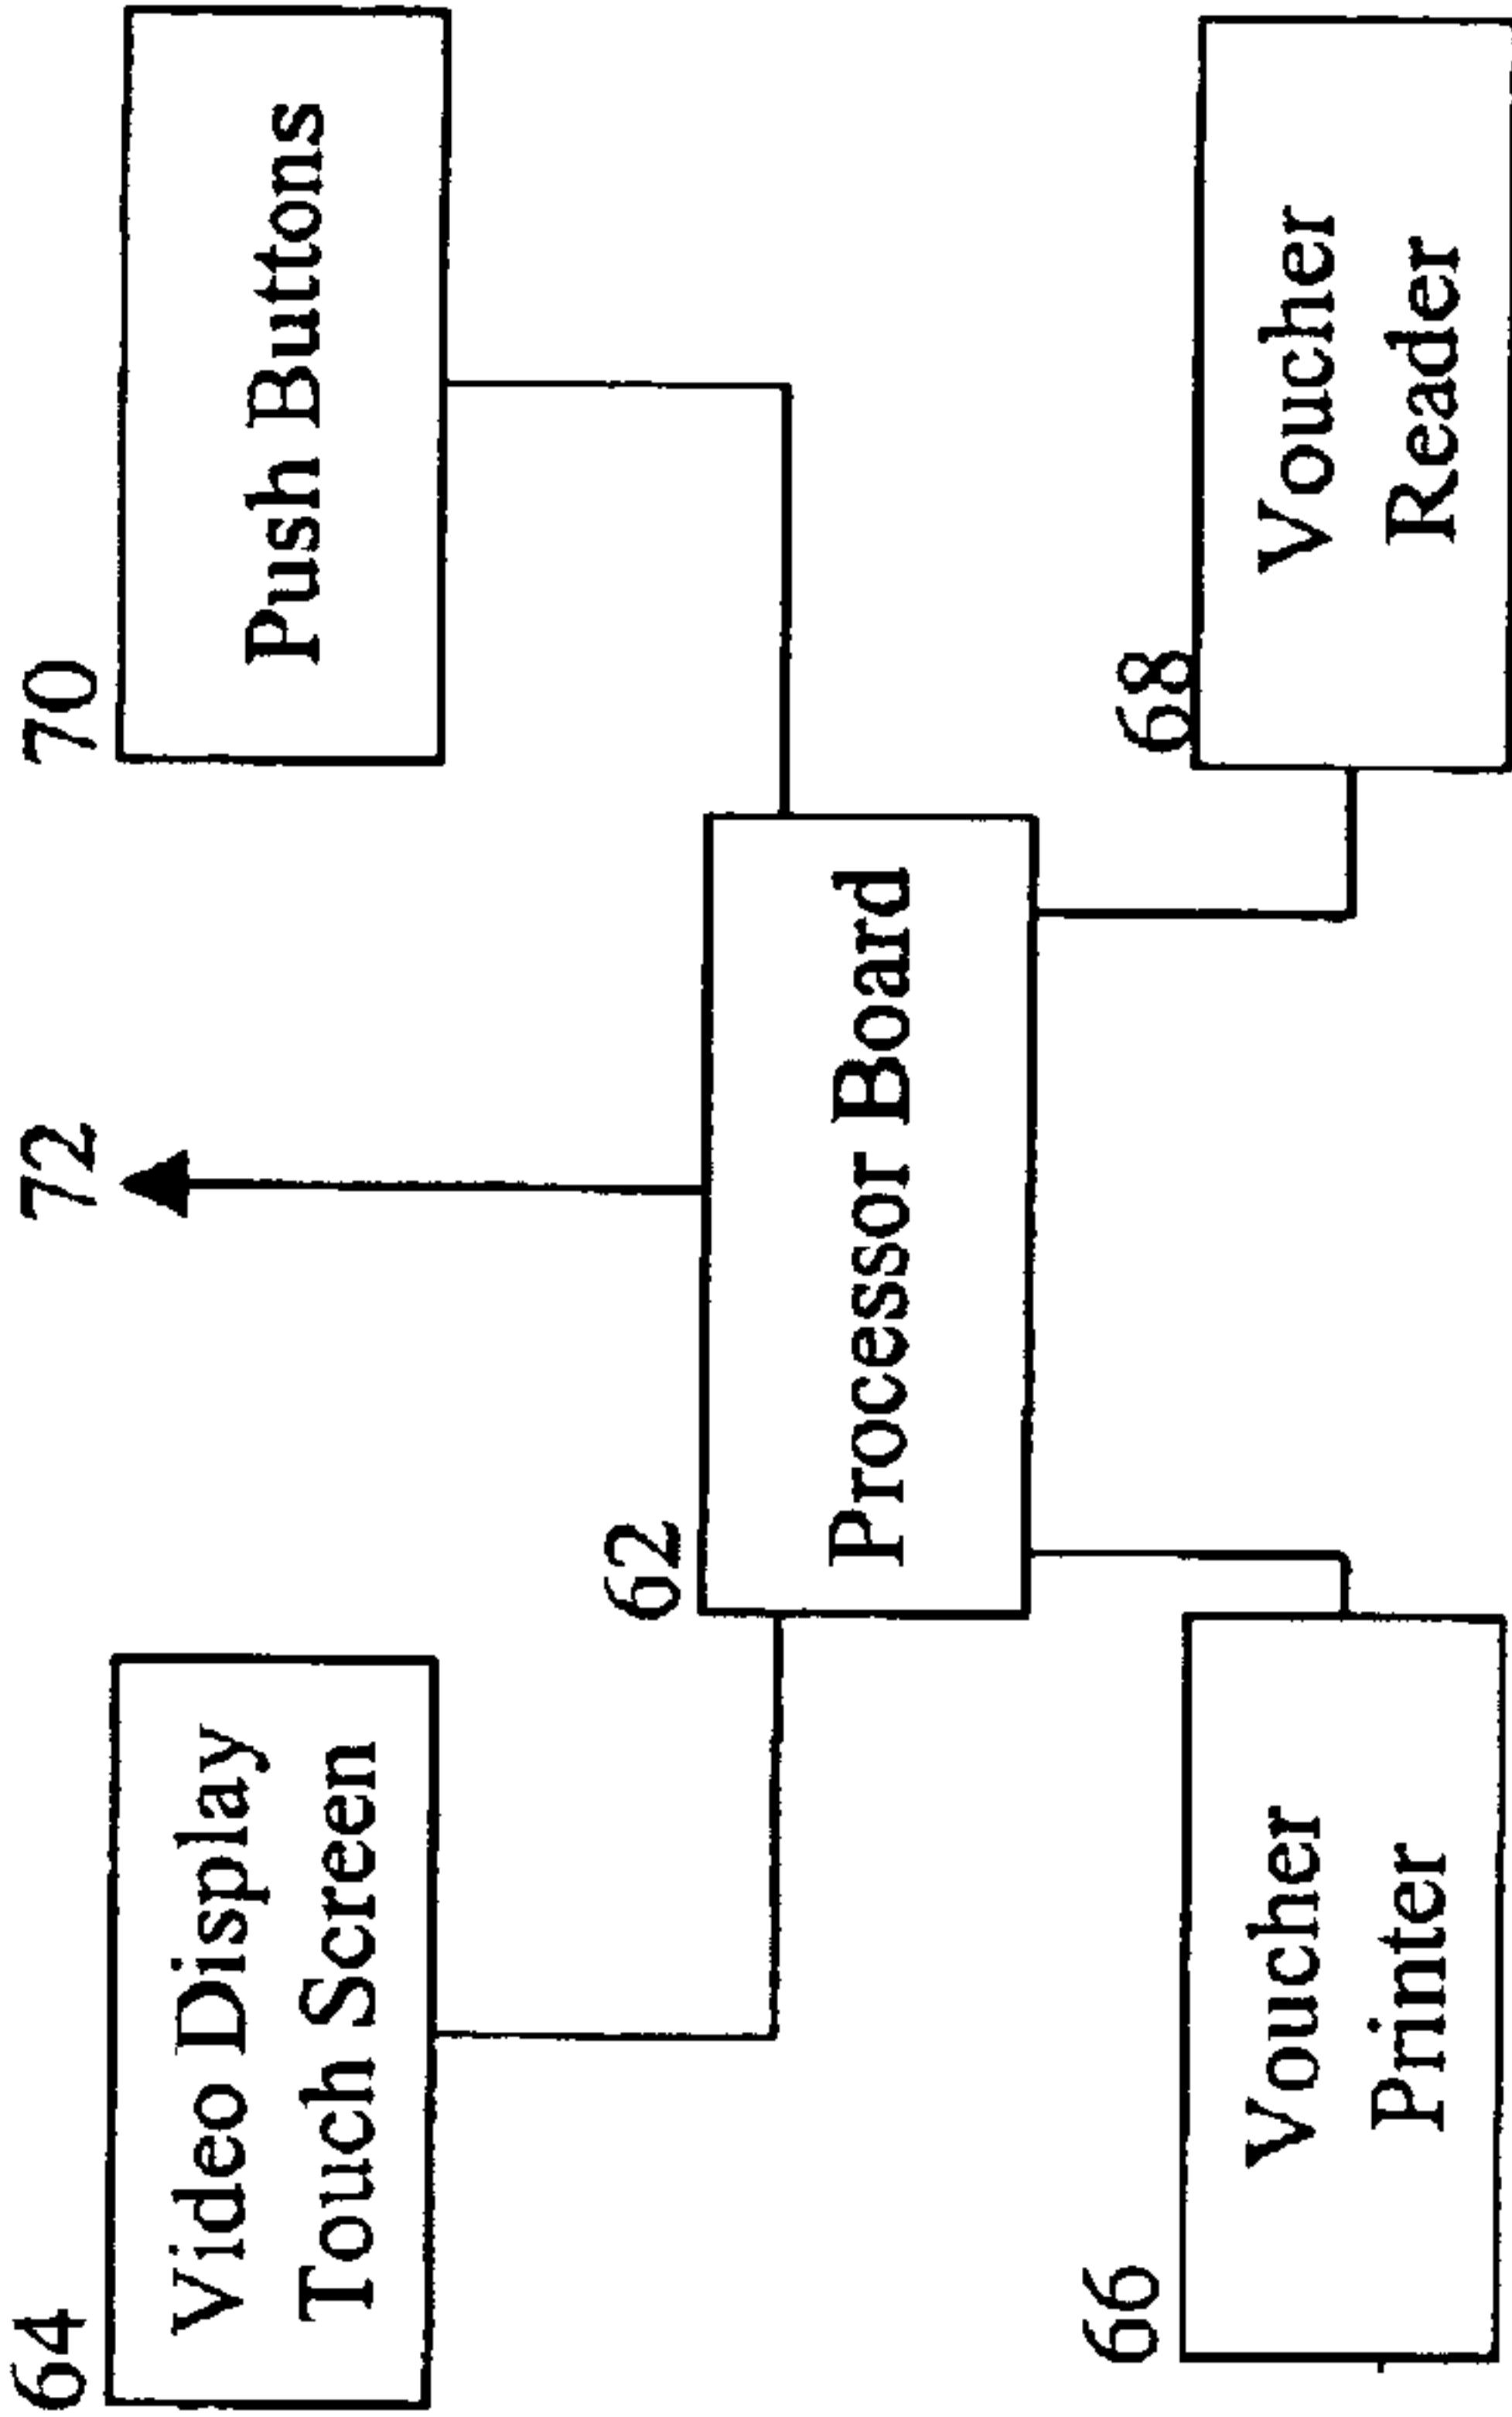 64
Video Display
Touch Screen
72
70
Push Buttons
62
Processor Board
66
Voucher
Printer
68
Voucher
Reader